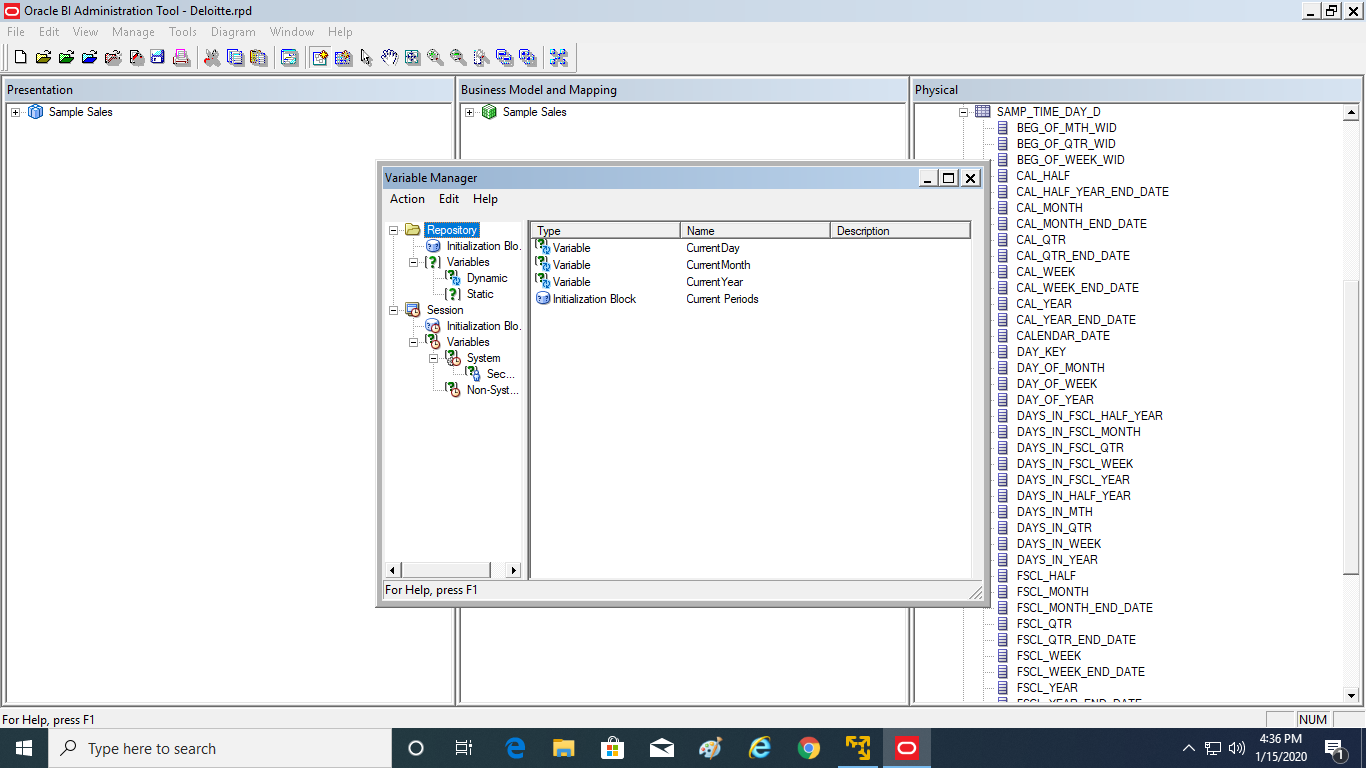 Oracle BI Administration Tool - Deloitte.rpd
File Edit View Manage Tools Diagram Window Help
Presentation
Sample Sales
Business Model and Mapping
Sample Sales
Physical
SAMP_TIME_DAY_D
BEG_OF_MTH_WID
BEG_OF_QTR_WID
BEG_OF_WEEK_WID
CAL_HALF
CAL_HALF_YEAR_END_DATE
CAL_MONTH
CAL_MONTH_END_DATE
CAL_QTR
CAL_QTR_END_DATE
CAL_WEEK
CAL_WEEK_END_DATE
CAL_YEAR
CAL_YEAR_END_DATE
CALENDAR_DATE
DAY_KEY
DAY_OF_MONTH
DAY_OF_WEEK
DAY_OF_YEAR
DAYS_IN_FSCL_HALF_YEAR
DAYS_IN_FSCL_MONTH
DAYS_IN_FSCL_QTR
DAYS_IN_FSCL_WEEK
DAYS_IN_FSCL_YEAR
DAYS_IN_HALF_YEAR
DAYS_IN_MTH
DAYS_IN_QTR
DAYS_IN_WEEK
DAYS_IN_YEAR
FSCL_HALF
FSCL_MONTH
FSCL_MONTH_END_DATE
FSCL_QTR
FSCL_QTR_END_DATE
FSCL_WEEK
FSCL_WEEK_END_DATE
FSCL_YEAR
FSCL_YEAR_END_DATE
Variable Manager
Action Edit Help
Repository
Initialization Blo.
Variables
Dynamic
Static
Session
Initialization Blo.
Variables
System
Sec...
Non-Syst...
Type Name Description
Variable CurrentDay
Variable CurrentMonth
Variable CurrentYear
Initialization Block Current Periods
For Help, press F1
For Help, press F1
NUM
Type here to search
4:36 PM
1/15/2020
1